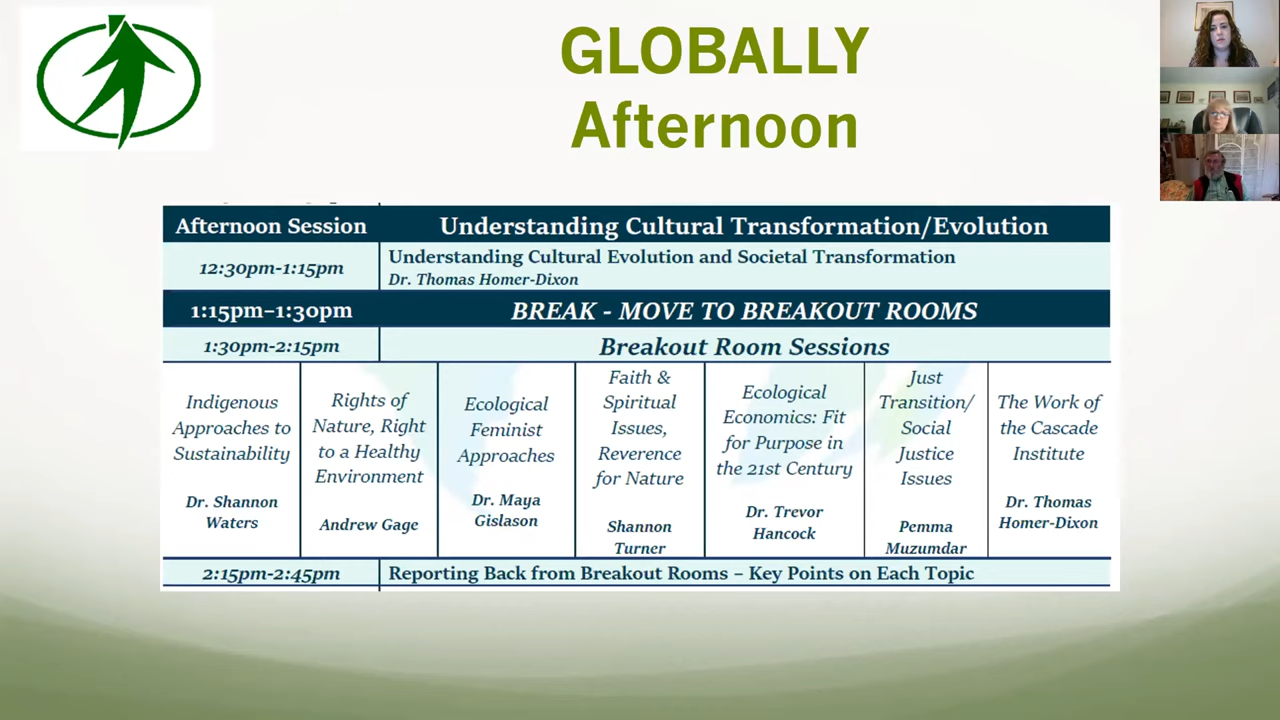 GLOBALLY
Afternoon
Afternoon Session
Understanding Cultural Transformation/Evolution
12:30pm-1:15pm
Understanding Cultural Evolution and Societal Transformation
Dr. Thomas Homer-Dixon
1:15pm–1:30pm
BREAK - MOVE TO BREAKOUT ROOMS
1:30pm-2:15pm
Breakout Room Sessions
Indigenous
Approaches to
Sustainability
Dr. Shannon
Waters
Rights of
Nature, Right
to a Healthy
Environment
Andrew Gage
Ecological
Feminist
Approaches
Dr. Maya
Gislason
Faith &
Spiritual
Issues,
Reverence
for Nature
Shannon
Turner
Ecological
Economics: Fit
for Purpose in
the 21st Century
Dr. Trevor
Hancock
Just
Transition/
Social
Justice
Issues
Pemma
Muzumdar
The Work of
the Cascade
Institute
Dr. Thomas
Homer-Dixon
2:15pm-2:45pm
Reporting Back from Breakout Rooms – Key Points on Each Topic